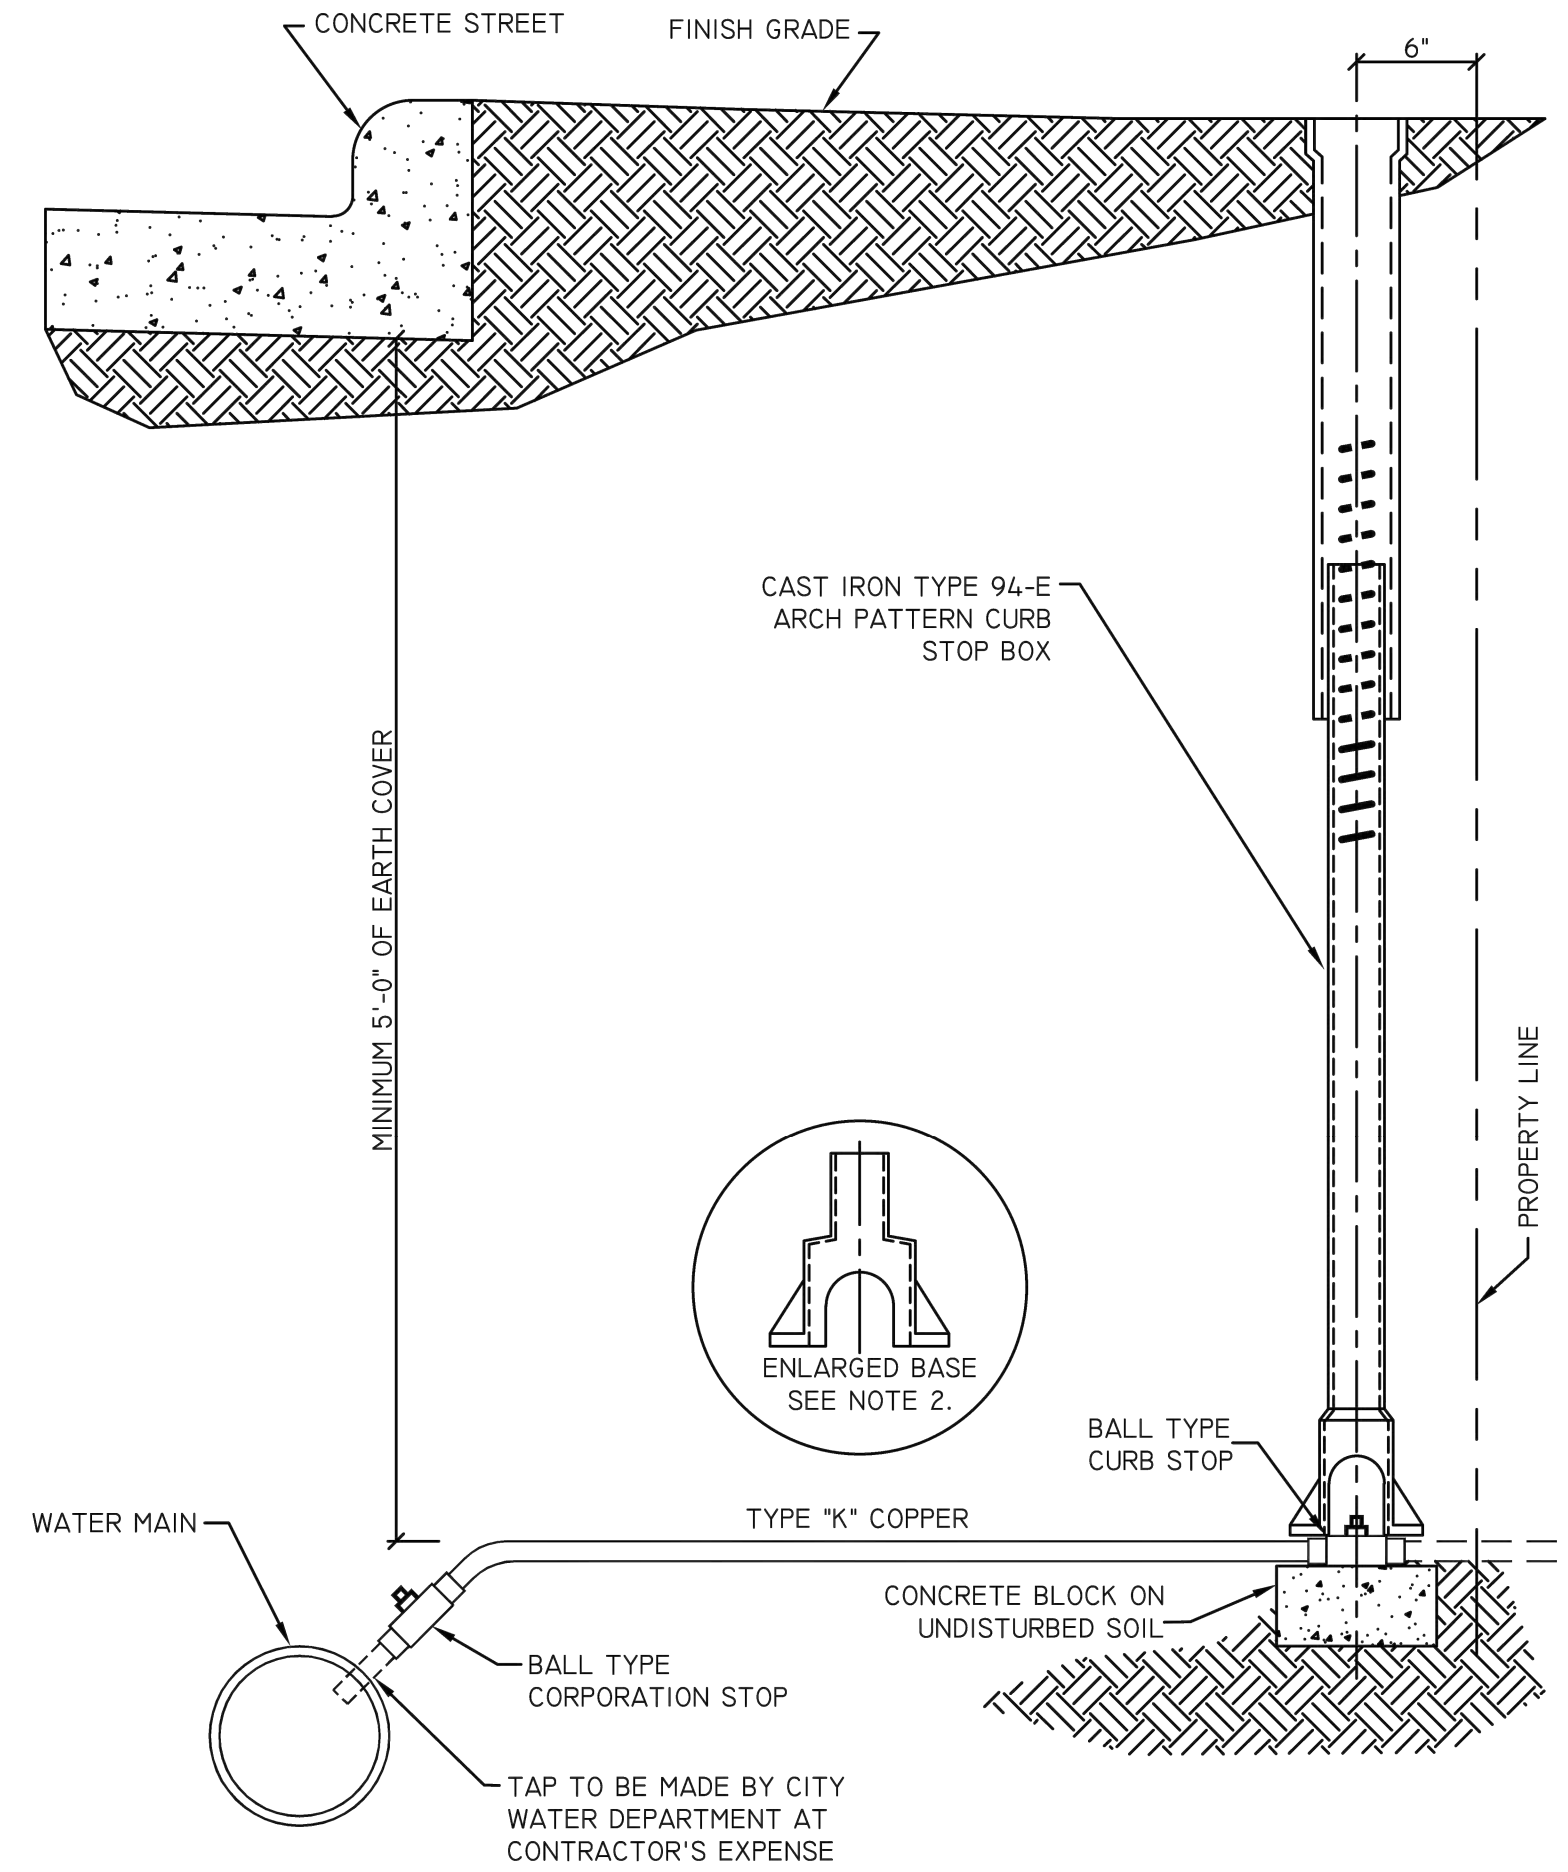 CONCRETE STREET
FINISH GRADE
6"
CAST IRON TYPE 94-E
ARCH PATTERN CURB
STOP BOX
MINIMUM 5'-0" OF EARTH COVER
PROPERTY LINE
ENLARGED BASE
SEE NOTE 2.
BALL TYPE
CURB STOP
WATER MAIN
TYPE "K" COPPER
CONCRETE BLOCK ON
UNDISTURBED SOIL
BALL TYPE
CORPORATION STOP
TAP TO BE MADE BY CITY
WATER DEPARTMENT AT
CONTRACTOR'S EXPENSE